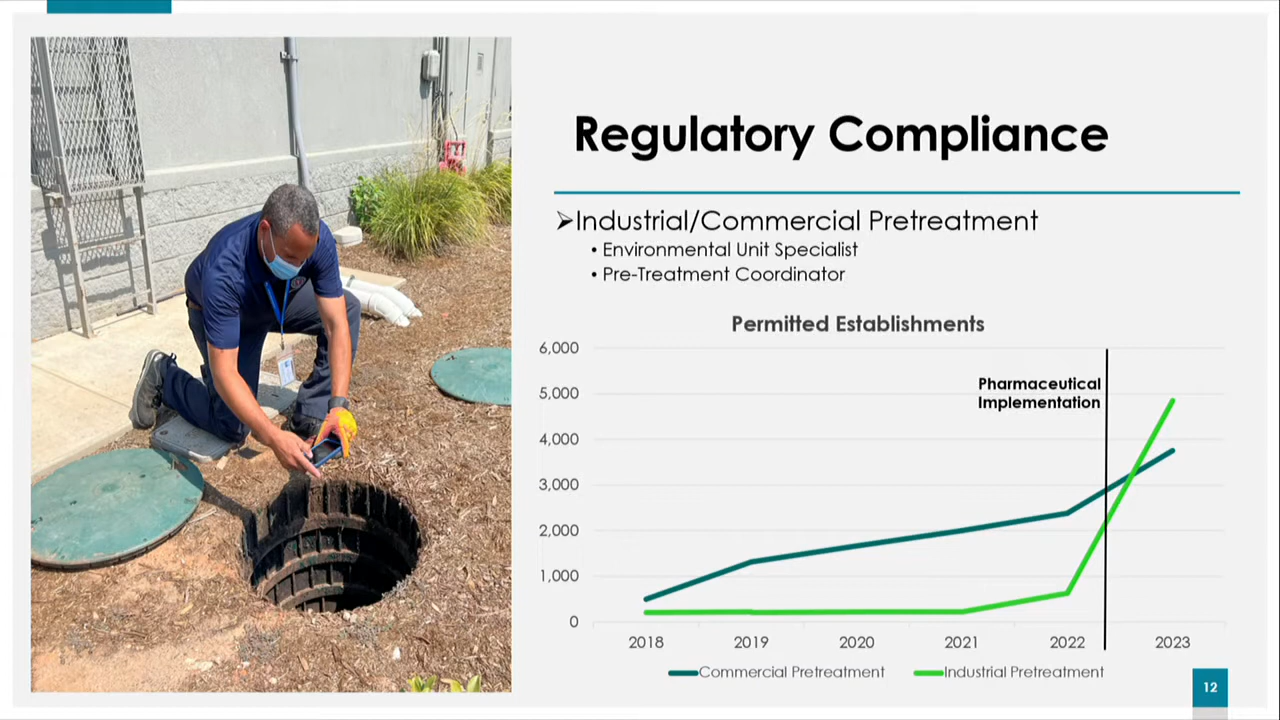 Regulatory Compliance
➢Industrial/Commercial Pretreatment
• Environmental Unit Specialist
• Pre-Treatment Coordinator
Permitted Establishments
6,000
5,000
4,000
3,000
2,000
1,000
0
Pharmaceutical
Implementation
2018 2019 2020 2021 2022 2023
Commercial Pretreatment Industrial Pretreatment
12